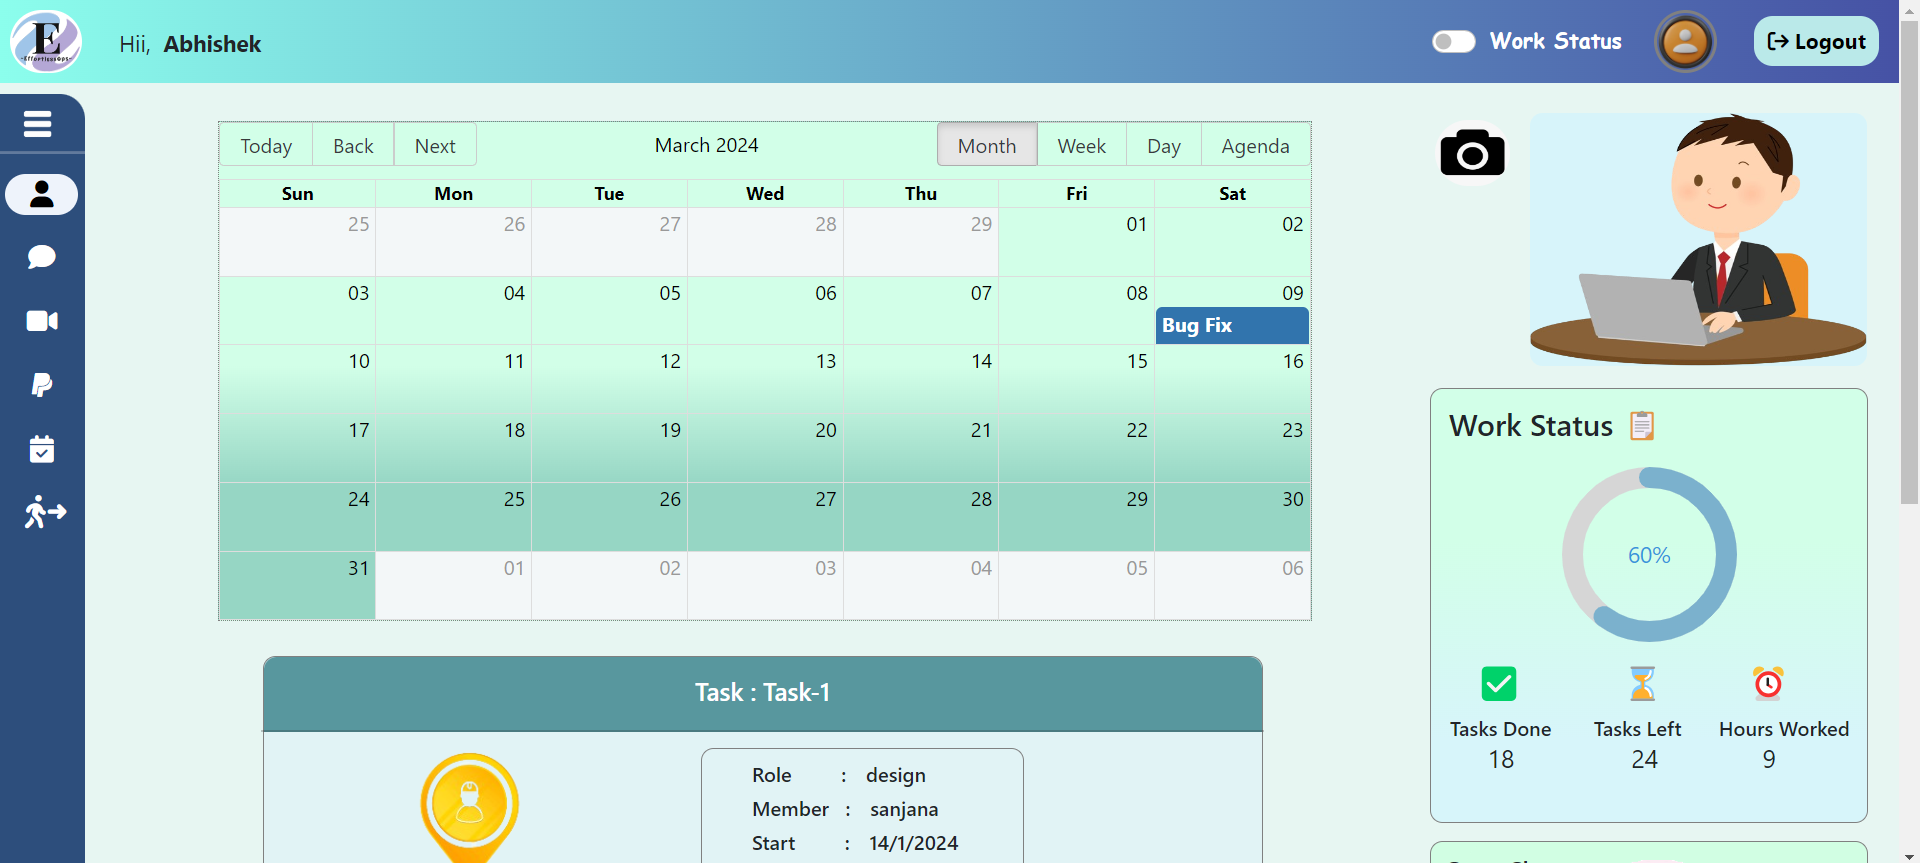 E
-EffortlessOps-
Hii, Abhishek
Work Status
Logout
Today Back Next March 2024 Month Week Day Agenda
Sun Mon Tue Wed Thu Fri Sat
25 26 27 28 29 01 02
03 04 05 06 07 08 09
Bug Fix
10 11 12 13 14 15 16
17 18 19 20 21 22 23
24 25 26 27 28 29 30
31 01 02 03 04 05 06
Work Status
60%
Tasks Done Tasks Left Hours Worked
18 24 9
Task : Task-1
Role : design
Member : sanjana
Start : 14/1/2024